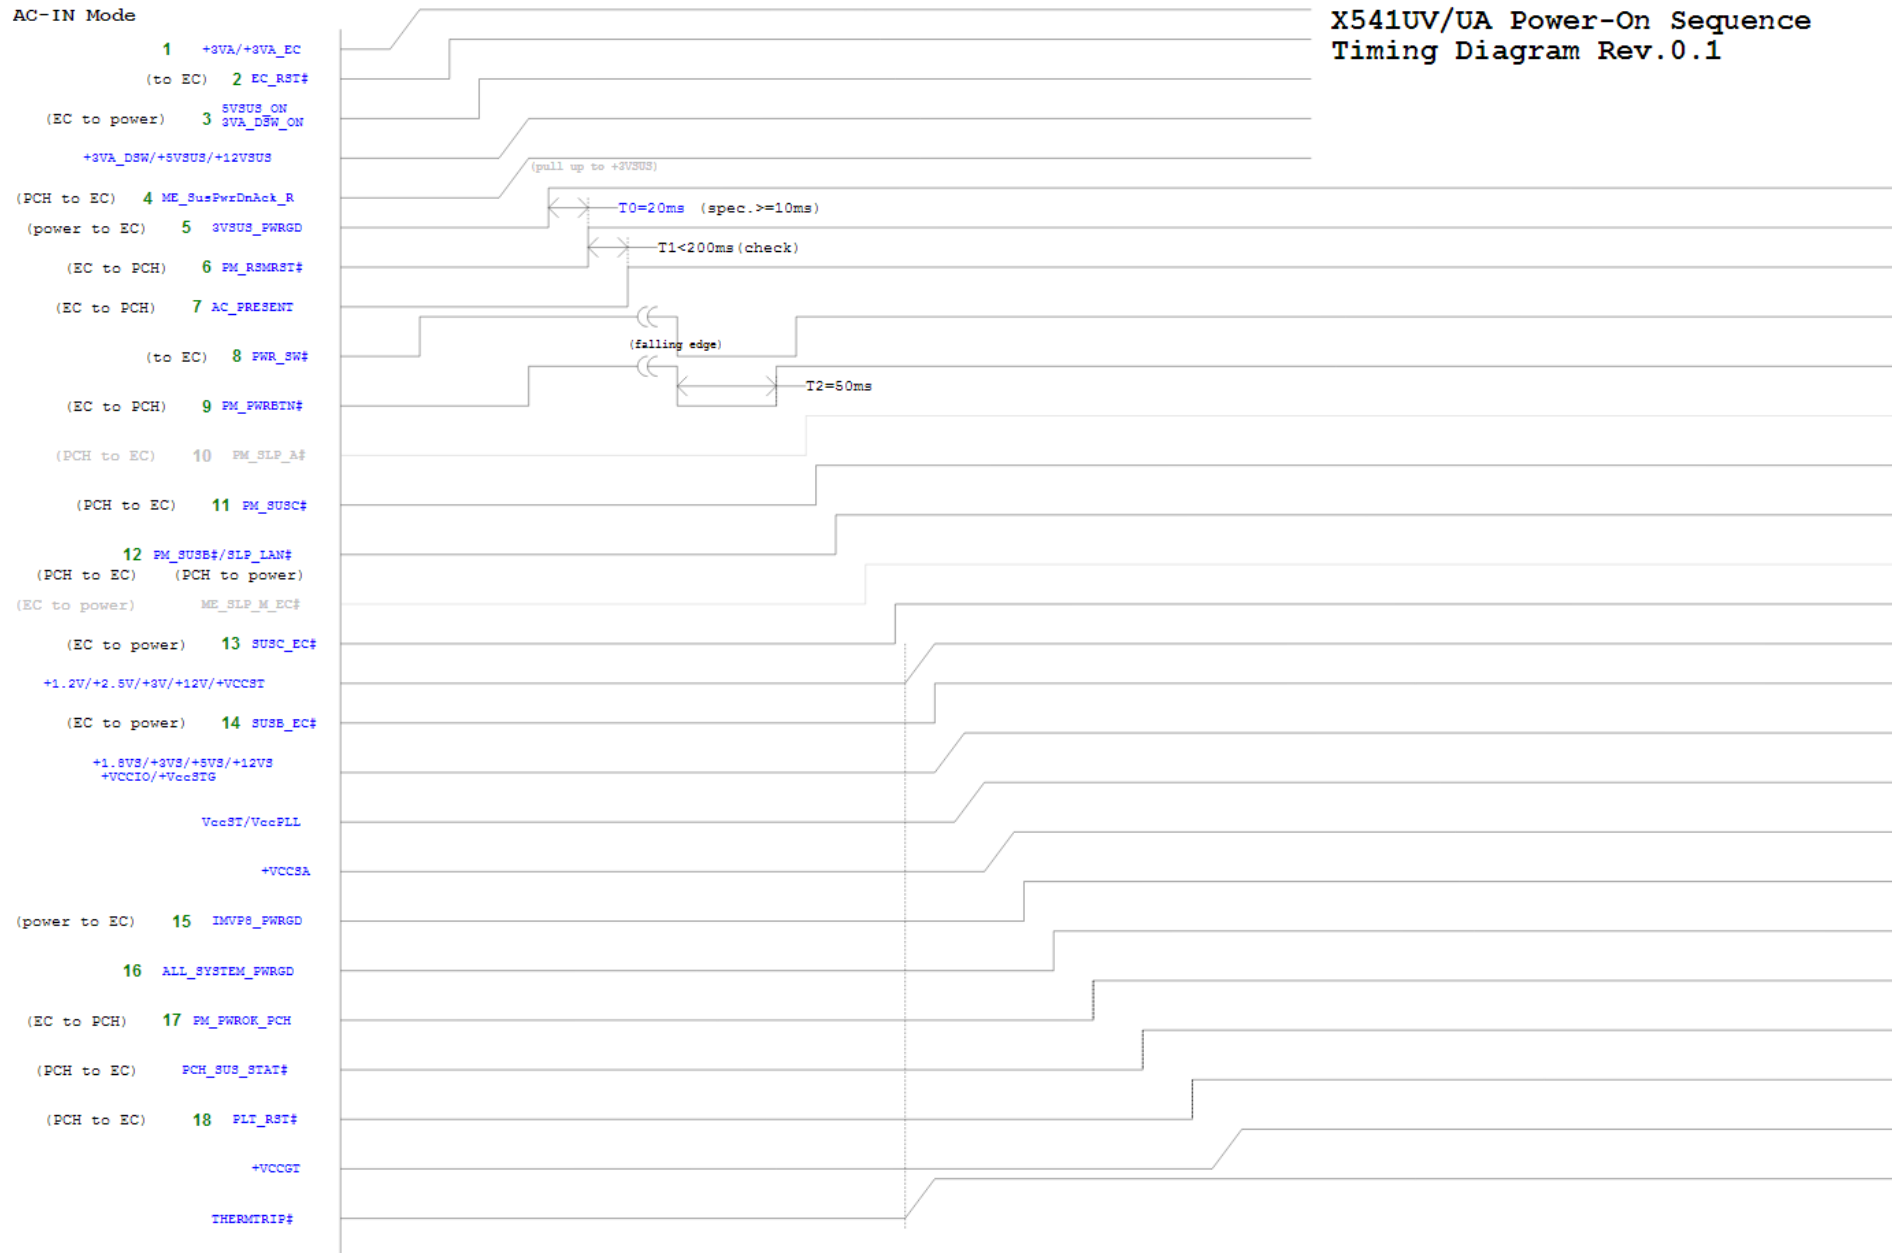 AC-IN Mode
X541UV/UA Power-On Sequence
Timing Diagram Rev.0.1
1 +3VA/+3VA_EC
(to EC) 2 EC_RST#
5VSUS_ON
(EC to power) 3 3VA_DSW_ON
+3VA_DSW/+5VSUS/+12VSUS
(pull up to +3VSUS)
(PCH to EC) 4 ME_SusPwrDnAck_R
T0=20ms (spec.>=10ms)
(power to EC) 5 3VSUS_PWRGD
T1<200ms(check)
(EC to PCH) 6 PM_RSMRST#
(EC to PCH) 7 AC_PRESENT
(falling edge)
(to EC) 8 PWR_SW#
T2=50ms
(EC to PCH) 9 PM_PWRBTN#
(PCH to EC) 10 PM_SLP_A#
(PCH to EC) 11 PM_SUSC#
12 PM_SUSB#/SLP_LAN#
(PCH to EC) (PCH to power)
(EC to power) ME_SLP_M_EC#
(EC to power) 13 SUSC_EC#
+1.2V/+2.5V/+3V/+12V/+VCCST
(EC to power) 14 SUSB_EC#
+1.8VS/+3VS/+5VS/+12VS
+VCCIO/+VccSTG
VccST/VccPLL
+VCCSA
(power to EC) 15 IMVP8_PWRGD
16 ALL_SYSTEM_PWRGD
(EC to PCH) 17 PM_PWROK_PCH
(PCH to EC) PCH_SUS_STAT#
(PCH to EC) 18 PLT_RST#
+VCCGT
THERMTRIP#